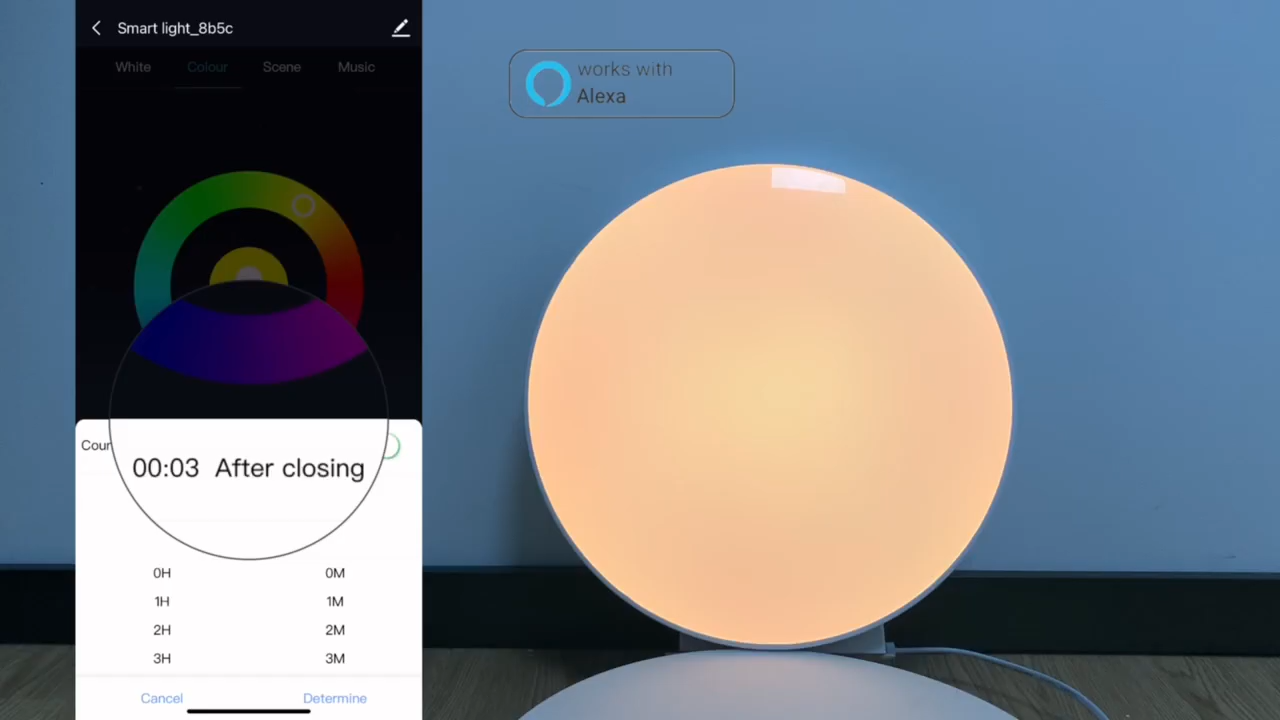 Smart light_8b5c
White Colour Scene Music
works with
Alexa
00:03 After closing
0H 0M
1H 1M
2H 2M
3H 3M
Cancel Determine